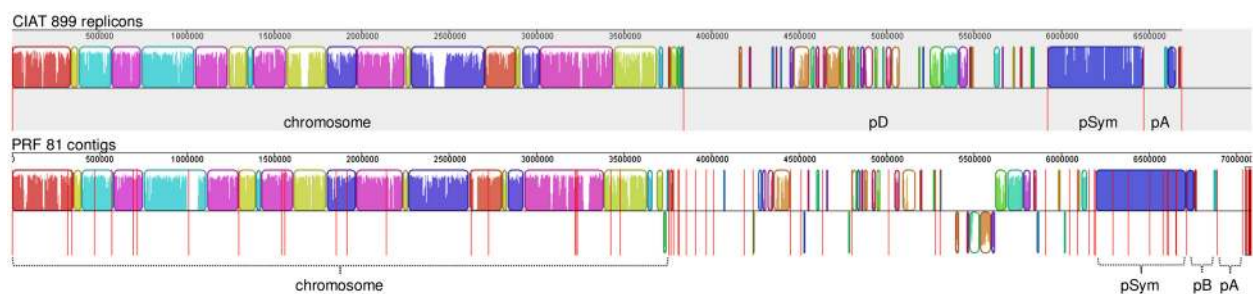 CIAT 899 replicons
500000 1000000 1500000 2000000 2500000 3000000 3500000 4000000 4500000 5000000 5500000 6000000 6500000
chromosome pD pSym pA
PRF 81 contigs
500000 1000000 1500000 2000000 2500000 3000000 3500000 4000000 4500000 5000000 5500000 6000000 6500000 7000000
chromosome pSym pB pA